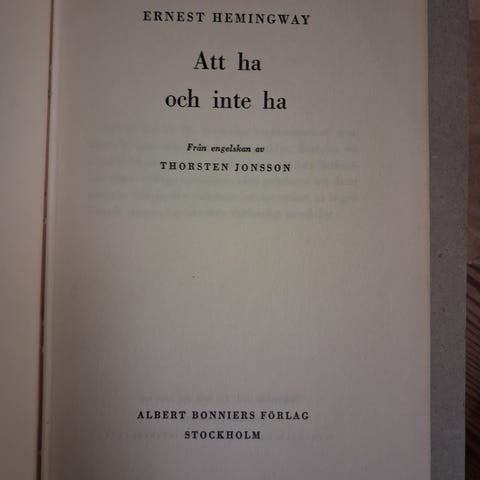 ERNEST HEMINGWAY
Att ha
och inte ha
Från engelskan av
THORSTEN JONSSON
ALBERT BONNIERS FÖRLAG
STOCKHOLM